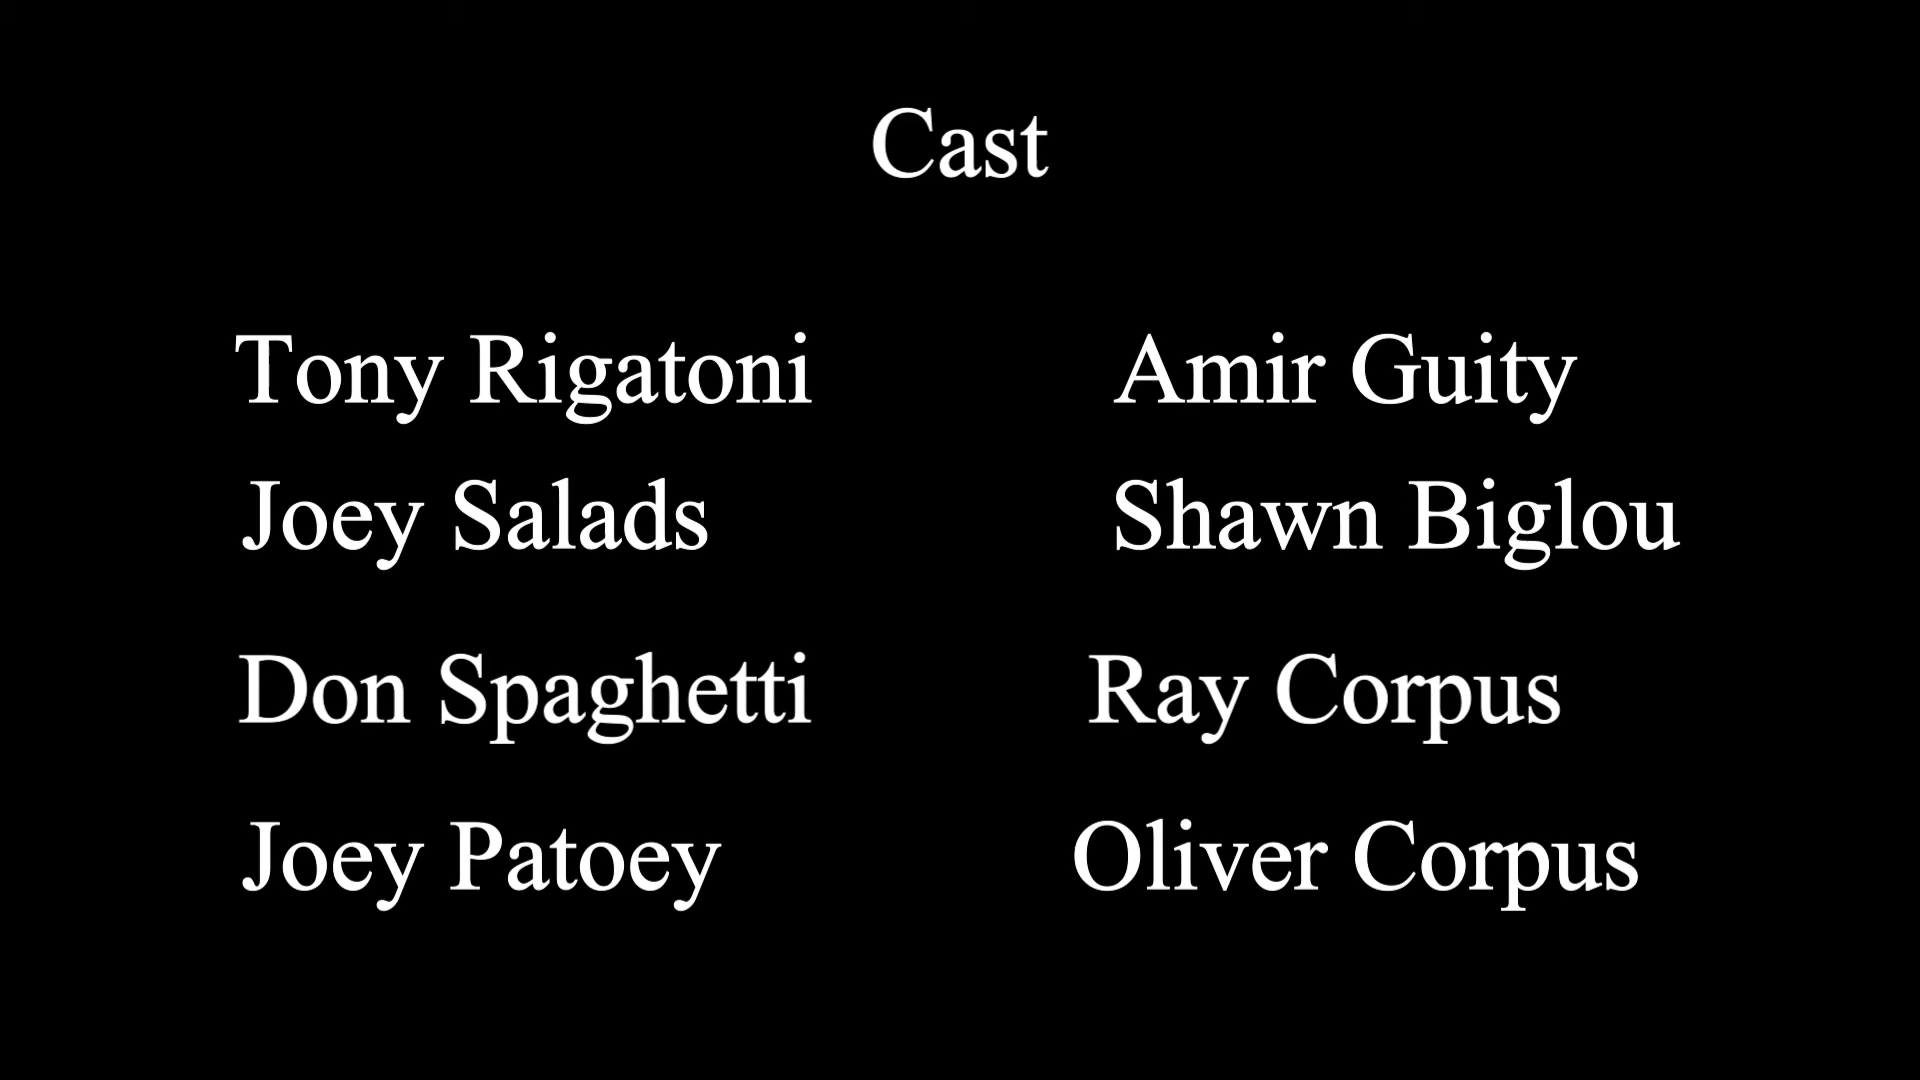 Cast
Tony Rigatoni Amir Guity
Joey Salads Shawn Biglou
Don Spaghetti Ray Corpus
Joey Patoey Oliver Corpus